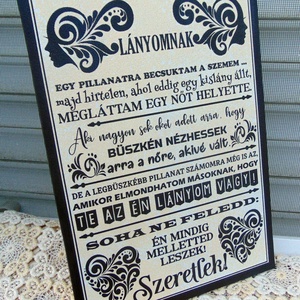 LÁNYOMNAK
EGY PILLANATRA BECSUKTAM A SZEMEM ...
majd hirtelen, ahol eddig egy kislány állt,
MEGLÁTTAM EGY NŐT HELYETTE.
Aki nagyon sok okot adott arra, hogy
BÜSZKÉN NÉZHESSEK
arra a nőre, akivé vált.
DE A LEGBÜSZKÉBB PILLANAT SZÁMOMRA MÉG IS AZ,
AMIKOR ELMONDHATOM MÁSOKNAK, HOGY
TE AZ ÉN LÁNYOM VAGY!
SOHA NE FELEDD:
ÉN MINDIG
MELLETTED
LESZEK!
Szeretlek!